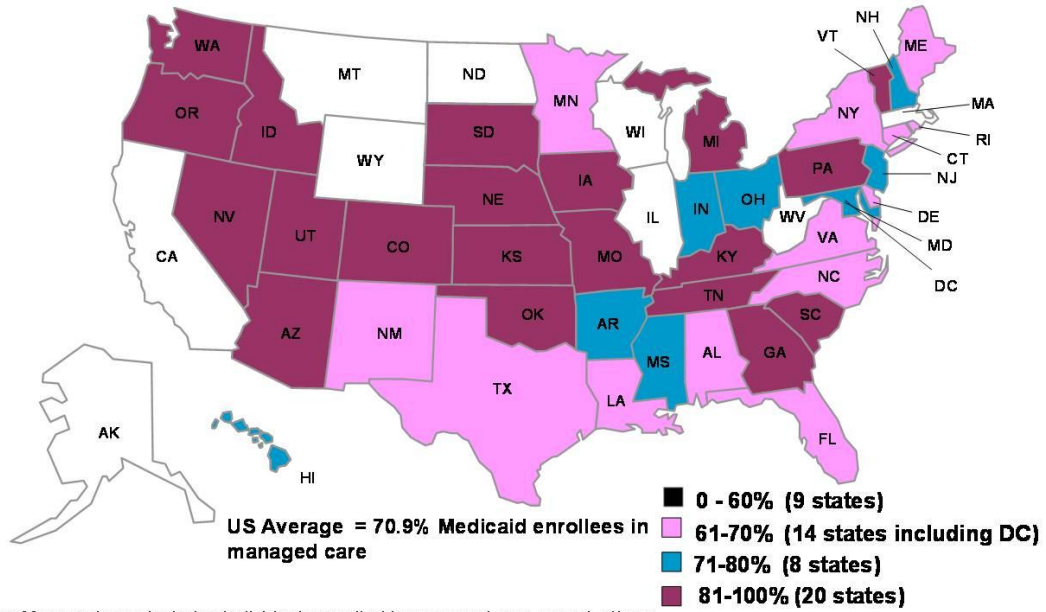 NH
VT
ME
WA
MT
ND
MN
OR
ID
SD
WI
MI
NY
MA
RI
CT
WY
IA
PA
NJ
NE
NV
UT
CO
IL
IN
OH
WV
DE
MD
DC
CA
KS
MO
KY
VA
NC
TN
AZ
NM
OK
AR
SC
MS
AL
GA
TX
LA
FL
AK
HI
US Average = 70.9% Medicaid enrollees in
managed care
0 - 60% (9 states)
61-70% (14 states including DC)
71-80% (8 states)
81-100% (20 states)